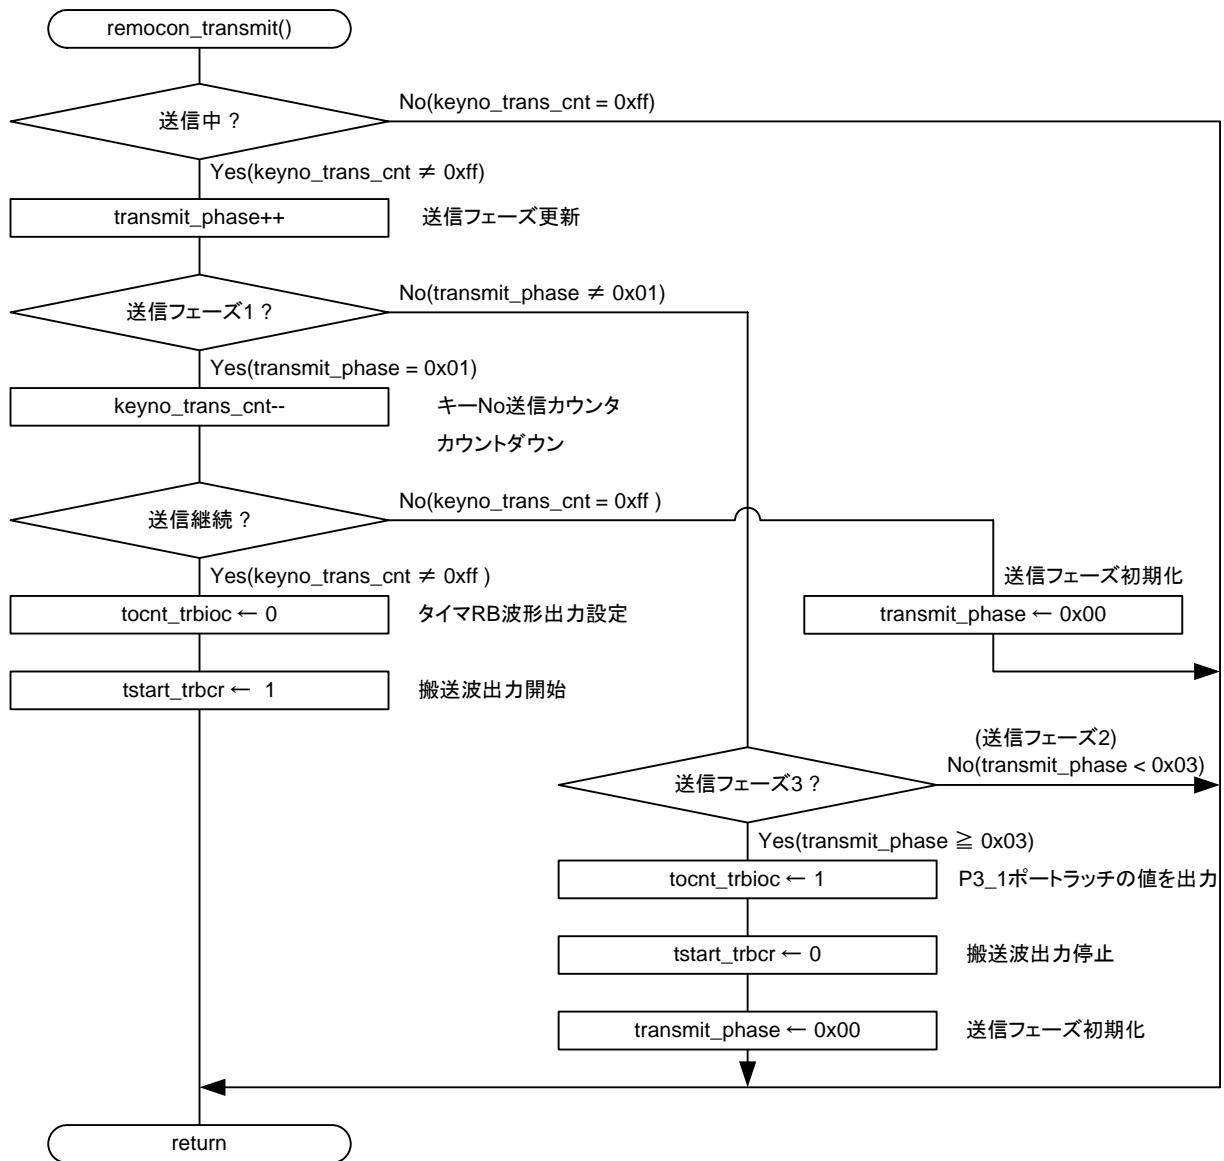 remocon_transmit()
送信中 ?
No(keyno_trans_cnt = 0xff)
Yes(keyno_trans_cnt ≠ 0xff)
transmit_phase++
送信フェーズ更新
送信フェーズ1 ?
No(transmit_phase ≠ 0x01)
Yes(transmit_phase = 0x01)
keyno_trans_cnt--
キーNo送信カウンタ
カウントダウン
送信継続 ?
No(keyno_trans_cnt = 0xff )
Yes(keyno_trans_cnt ≠ 0xff )
送信フェーズ初期化
transmit_phase ← 0x00
tocnt_trbioc ← 0
タイマRB波形出力設定
tstart_trbcr ← 1
搬送波出力開始
(送信フェーズ2)
No(transmit_phase < 0x03)
送信フェーズ3 ?
Yes(transmit_phase ≧ 0x03)
tocnt_trbioc ← 1
P3_1ポートラッチの値を出力
tstart_trbcr ← 0
搬送波出力停止
transmit_phase ← 0x00
送信フェーズ初期化
return